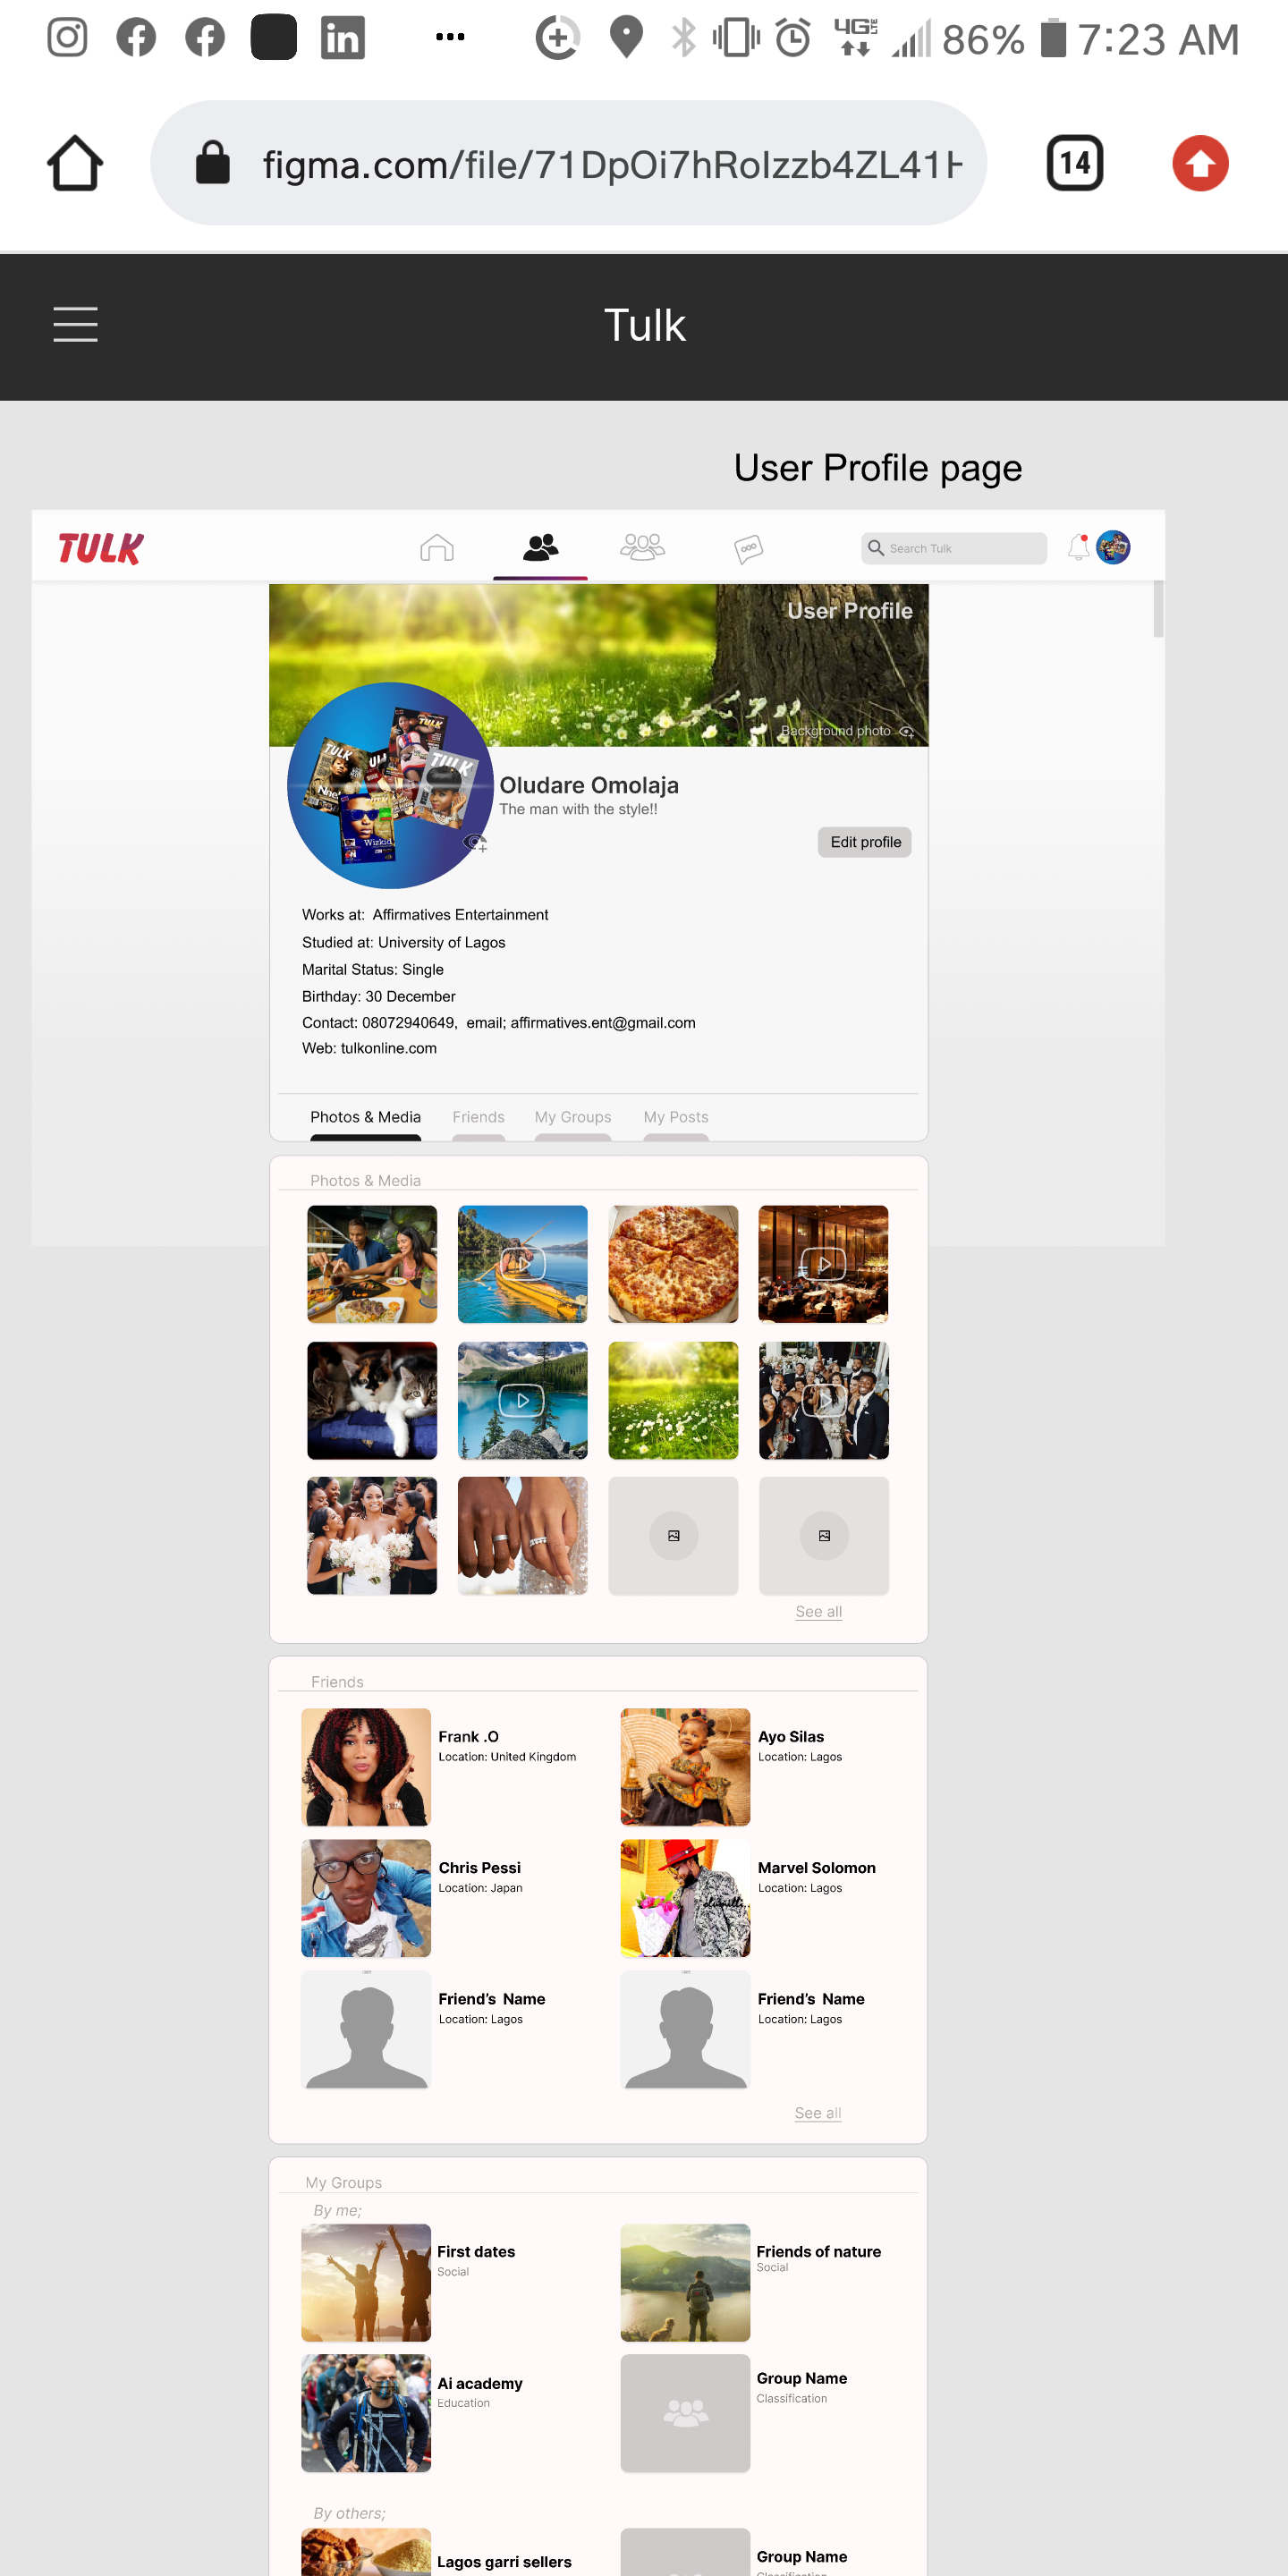 4G LTE 86% 7:23 AM
figma.com/file/71DpOi7hRolzzb4ZL41H
14
Tulk
User Profile page
TULK
Search Tulk
User Profile
Background photo
TULK
TULK
TULK
Wizkid
Oludare Omolaja
The man with the style!!
Edit profile
Works at: Affirmatives Entertainment
Studied at: University of Lagos
Marital Status: Single
Birthday: 30 December
Contact: 08072940649, email; affirmatives.ent@gmail.com
Web: tulkonline.com
Photos & Media Friends My Groups My Posts
Photos & Media
See all
Friends
Frank .O
Location: United Kingdom
Ayo Silas
Location: Lagos
Chris Pessi
Location: Japan
Marvel Solomon
Location: Lagos
Friend's Name
Location: Lagos
Friend's Name
Location: Lagos
See all
My Groups
By me;
First dates
Social
Friends of nature
Social
Ai academy
Education
Group Name
Classification
By others;
Lagos garri sellers
Group Name